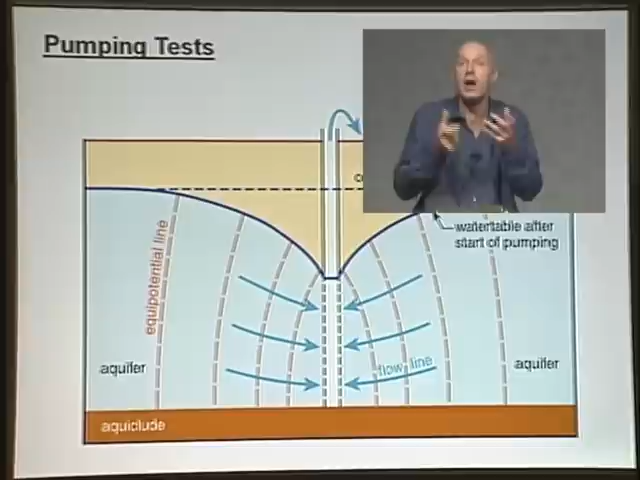 Pumping Tests
watertable after
start of pumping
equipotential line
aquifer
flow line
aquifer
aquiclude